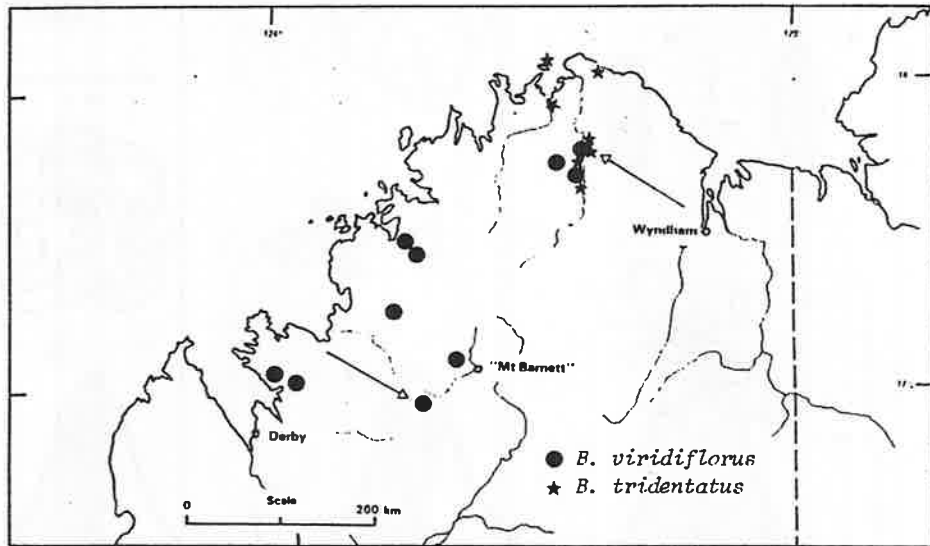 Wyndham
"Mt Barnett"
Derby
B. viridiflorus
B. tridentatus
Scale
0
200 km